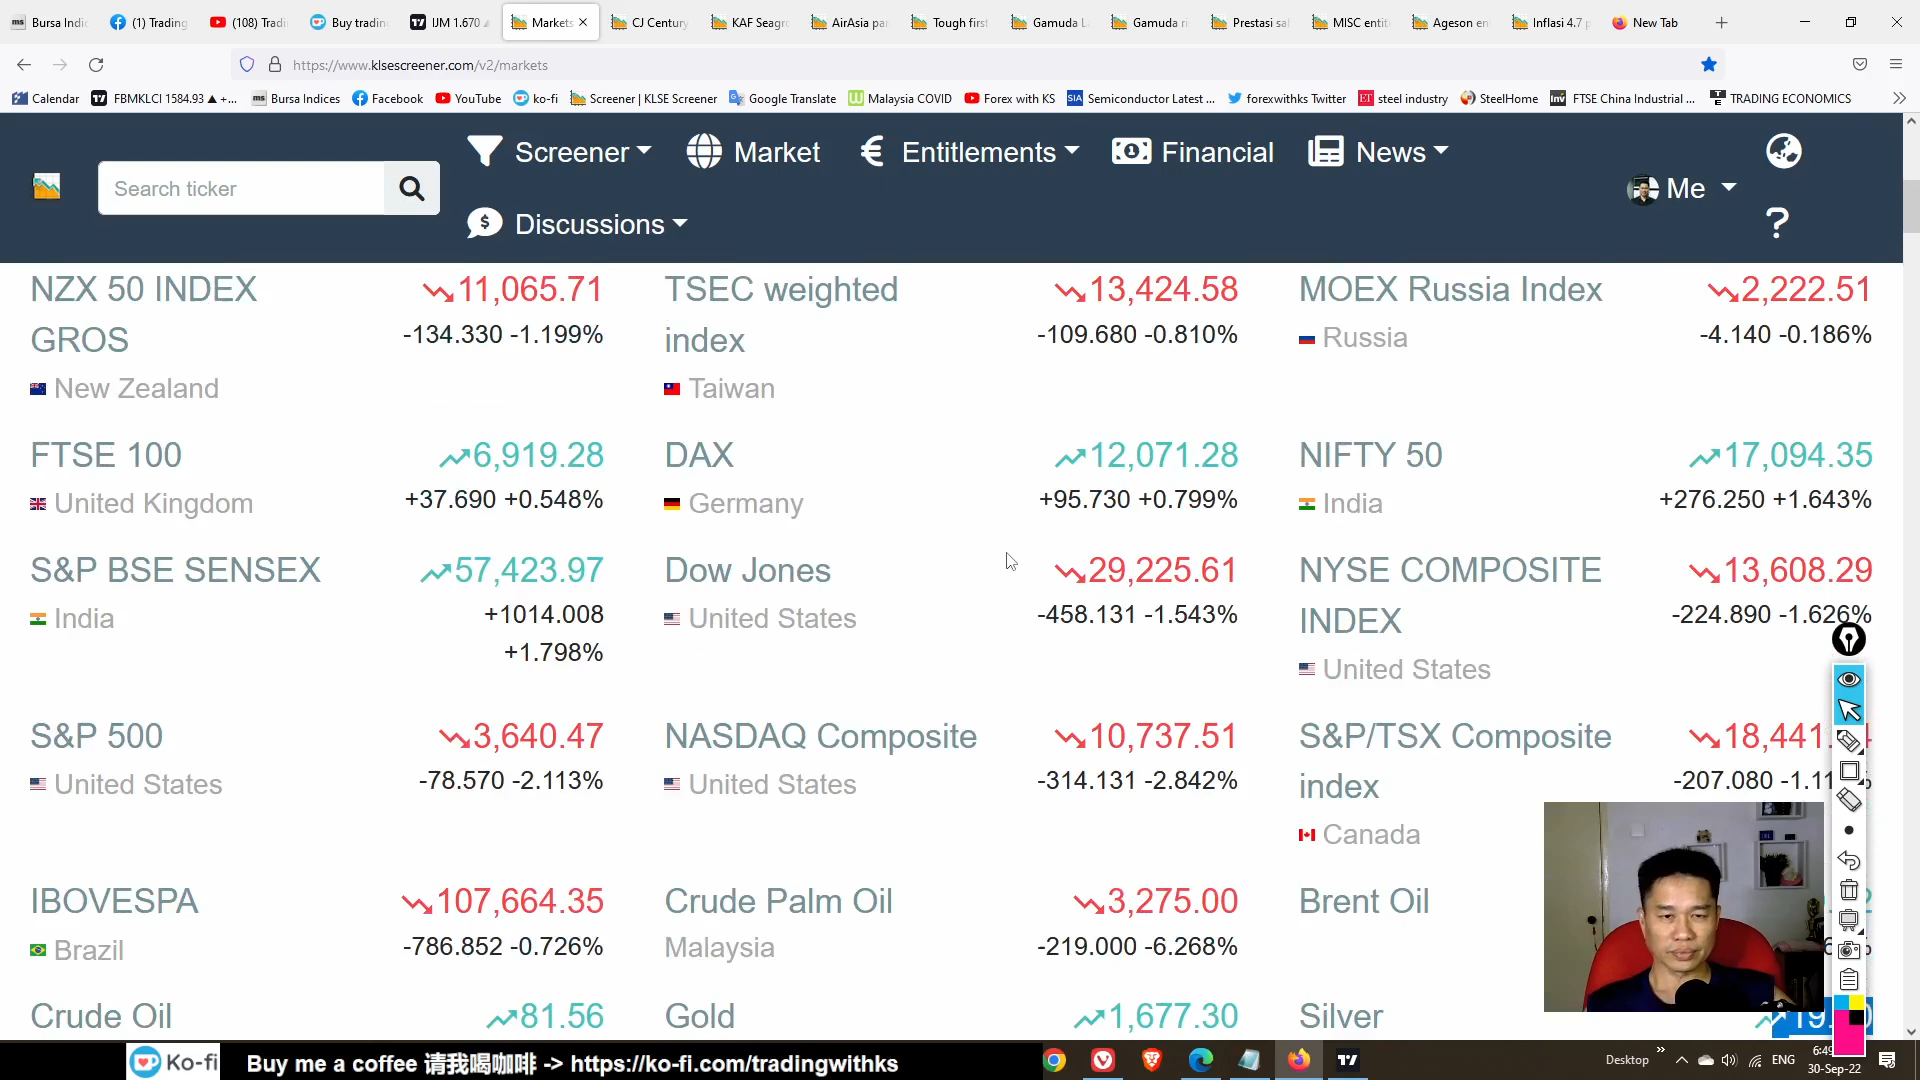 Bursa Indic
(1) Trading
(108) Tradi
Buy tradin
IJM 1.670
Markets
CJ Century
KAF Seagro
AirAsia par
Tough first
Gamuda L
Gamuda ri
Prestasi sa
MISC entit
Ageson en
Inflasi 4.7 p
New Tab
https://www.klsescreener.com/v2/markets
Calendar
FBMKLCI 1584.93 ▲ +...
Bursa Indices
Facebook
YouTube
ko-fi
Screener | KLSE Screener
Google Translate
Malaysia COVID
Forex with KS
Semiconductor Latest ...
forexwithks Twitter
steel industry
SteelHome
FTSE China Industrial ...
TRADING ECONOMICS
Search ticker
Screener
Market
Entitlements
Financial
News
Discussions
Me
?
NZX 50 INDEX GROS
11,065.71
-134.330 -1.199%
New Zealand
TSEC weighted index
13,424.58
-109.680 -0.810%
Taiwan
MOEX Russia Index
2,222.51
-4.140 -0.186%
Russia
FTSE 100
6,919.28
+37.690 +0.548%
United Kingdom
DAX
12,071.28
+95.730 +0.799%
Germany
NIFTY 50
17,094.35
+276.250 +1.643%
India
S&P BSE SENSEX
57,423.97
+1014.008
+1.798%
India
Dow Jones
29,225.61
-458.131 -1.543%
United States
NYSE COMPOSITE INDEX
13,608.29
-224.890 -1.626%
United States
S&P 500
3,640.47
-78.570 -2.113%
United States
NASDAQ Composite
10,737.51
-314.131 -2.842%
United States
S&P/TSX Composite index
18,441
-207.080 -1.11
Canada
IBOVESPA
107,664.35
-786.852 -0.726%
Brazil
Crude Palm Oil
3,275.00
-219.000 -6.268%
Malaysia
Brent Oil
Crude Oil
81.56
Gold
1,677.30
Silver
Ko-fi
Buy me a coffee 请我喝咖啡 -> https://ko-fi.com/tradingwithks
Desktop
ENG
30-Sep-22